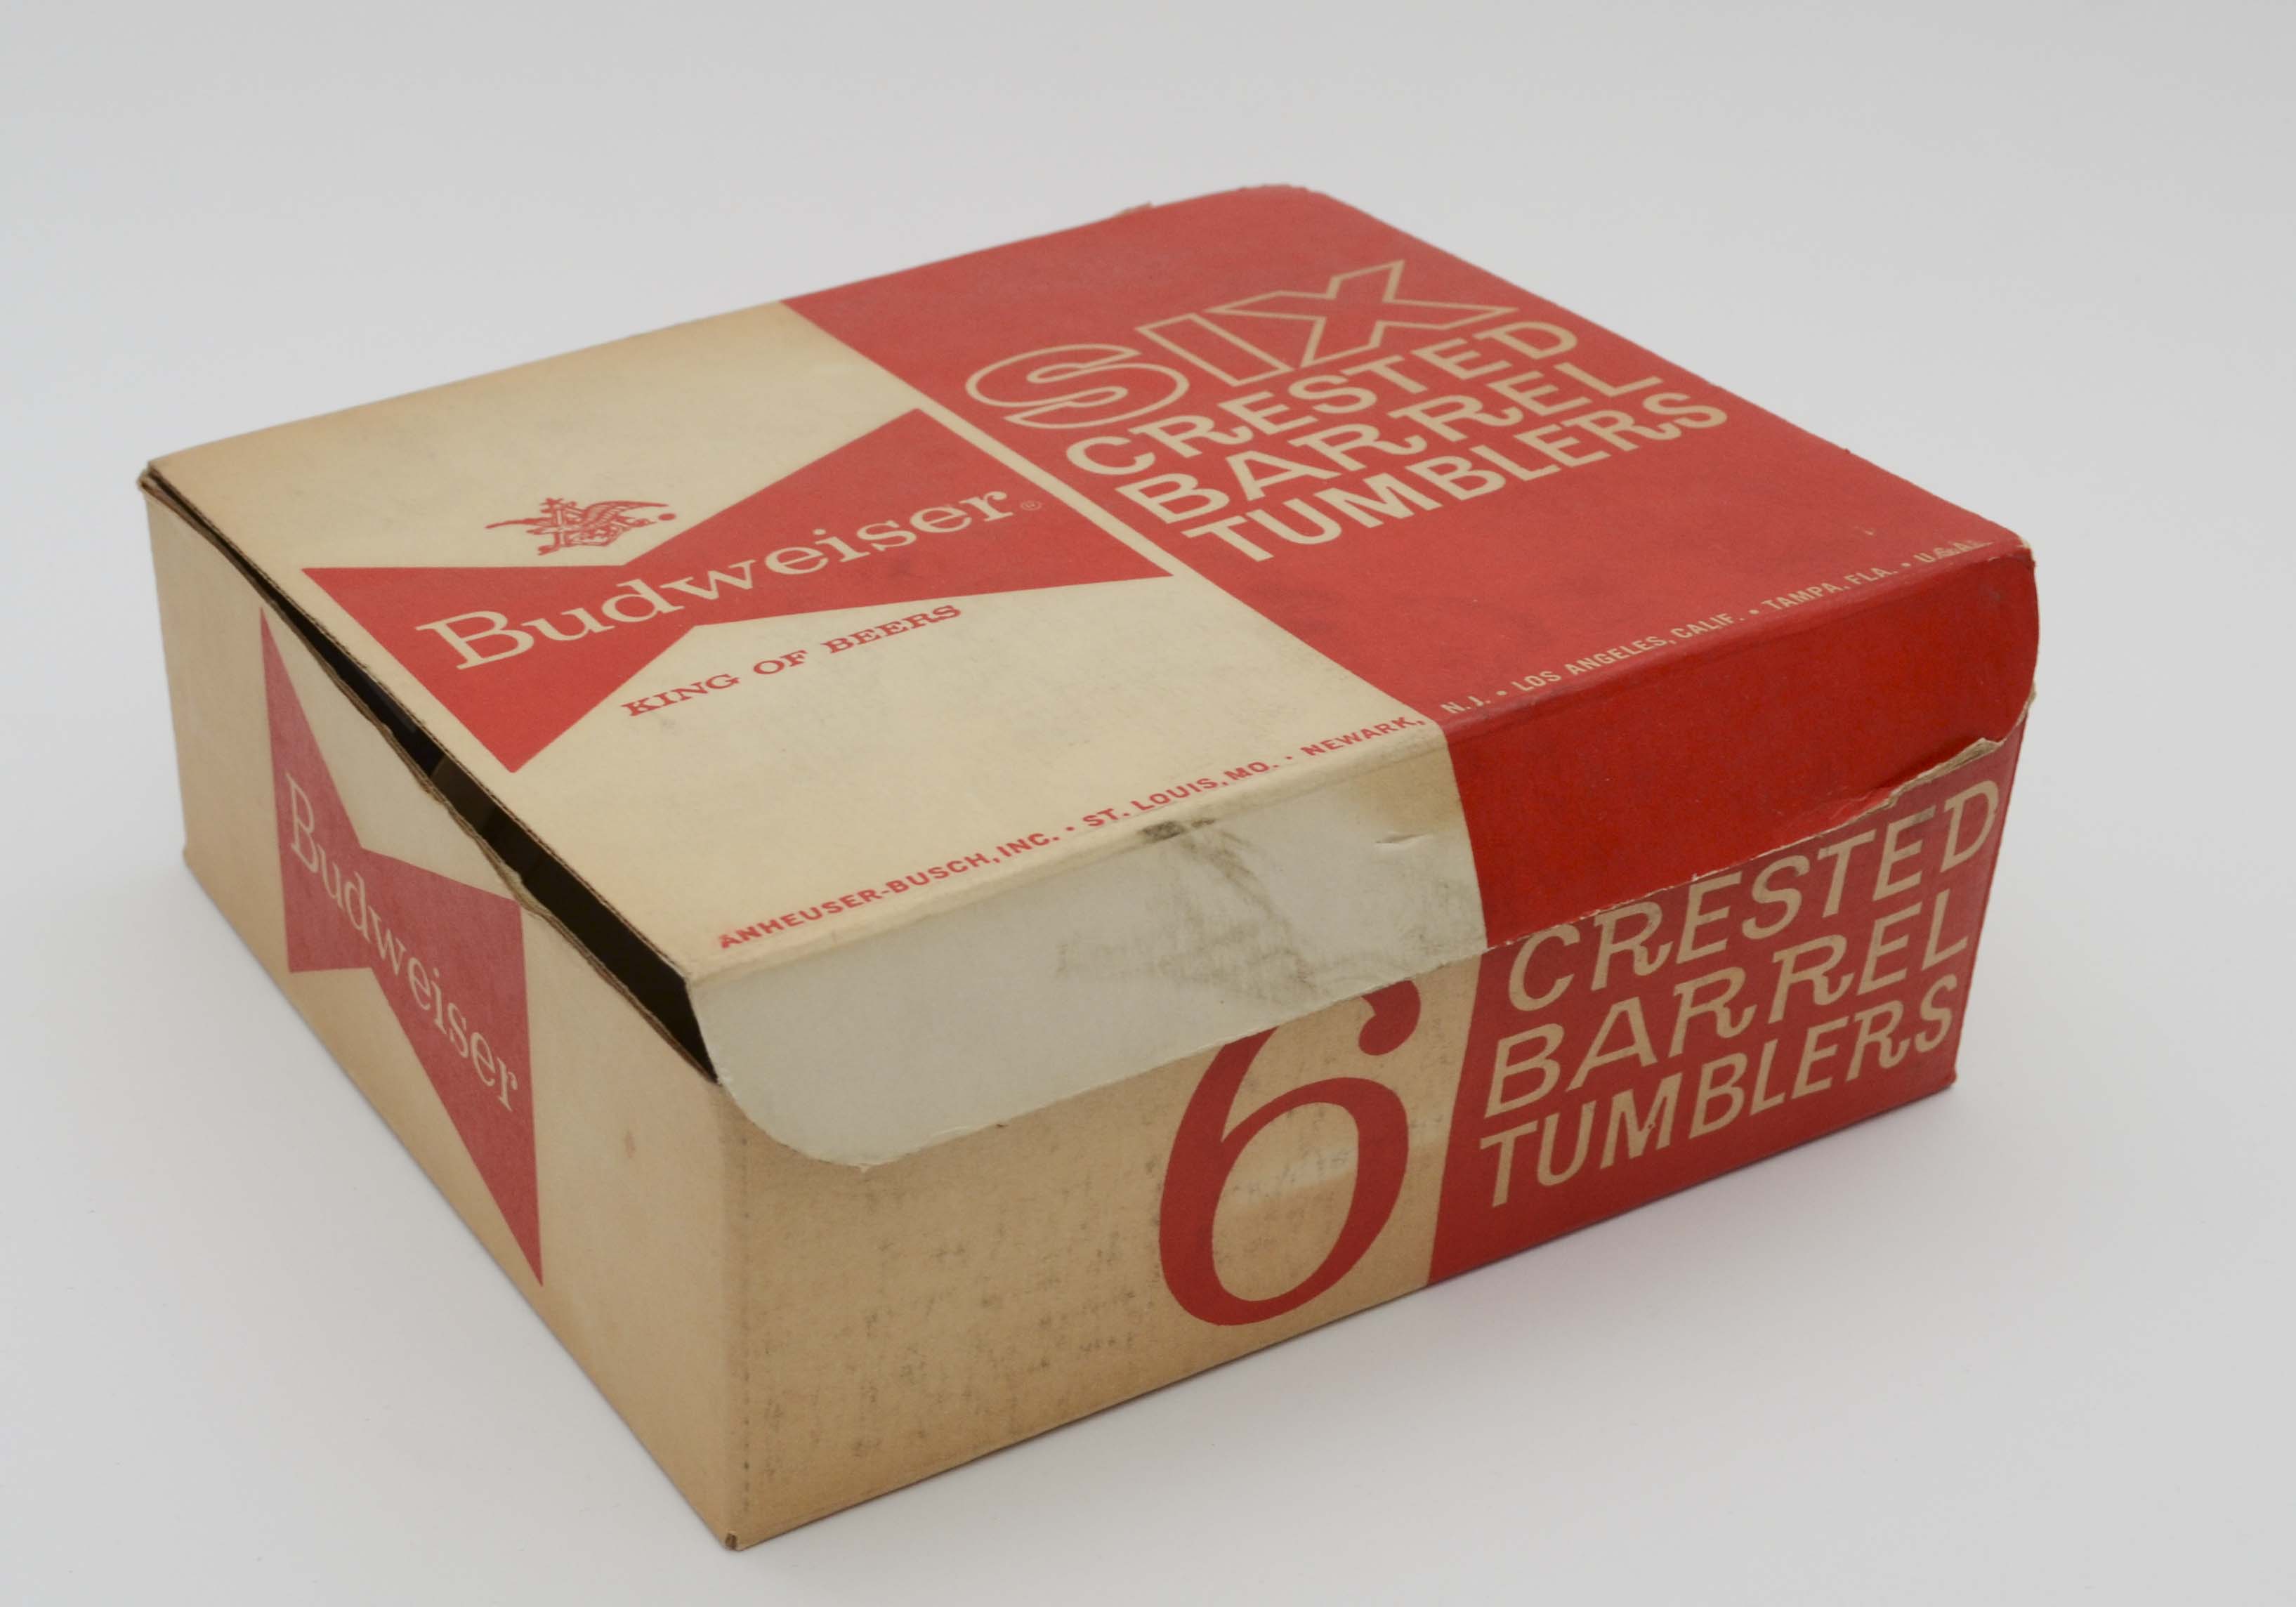 SIX
CRESTED
BARREL
TUMBLERS
Budweiser®
KING OF BEERS
ANHEUSER-BUSCH, INC. • ST. LOUIS, MO. • NEWARK, N.J. • LOS ANGELES, CALIF. • TAMPA, FLA. • U.S.A.
Budweiser
6
CRESTED
BARREL
TUMBLERS